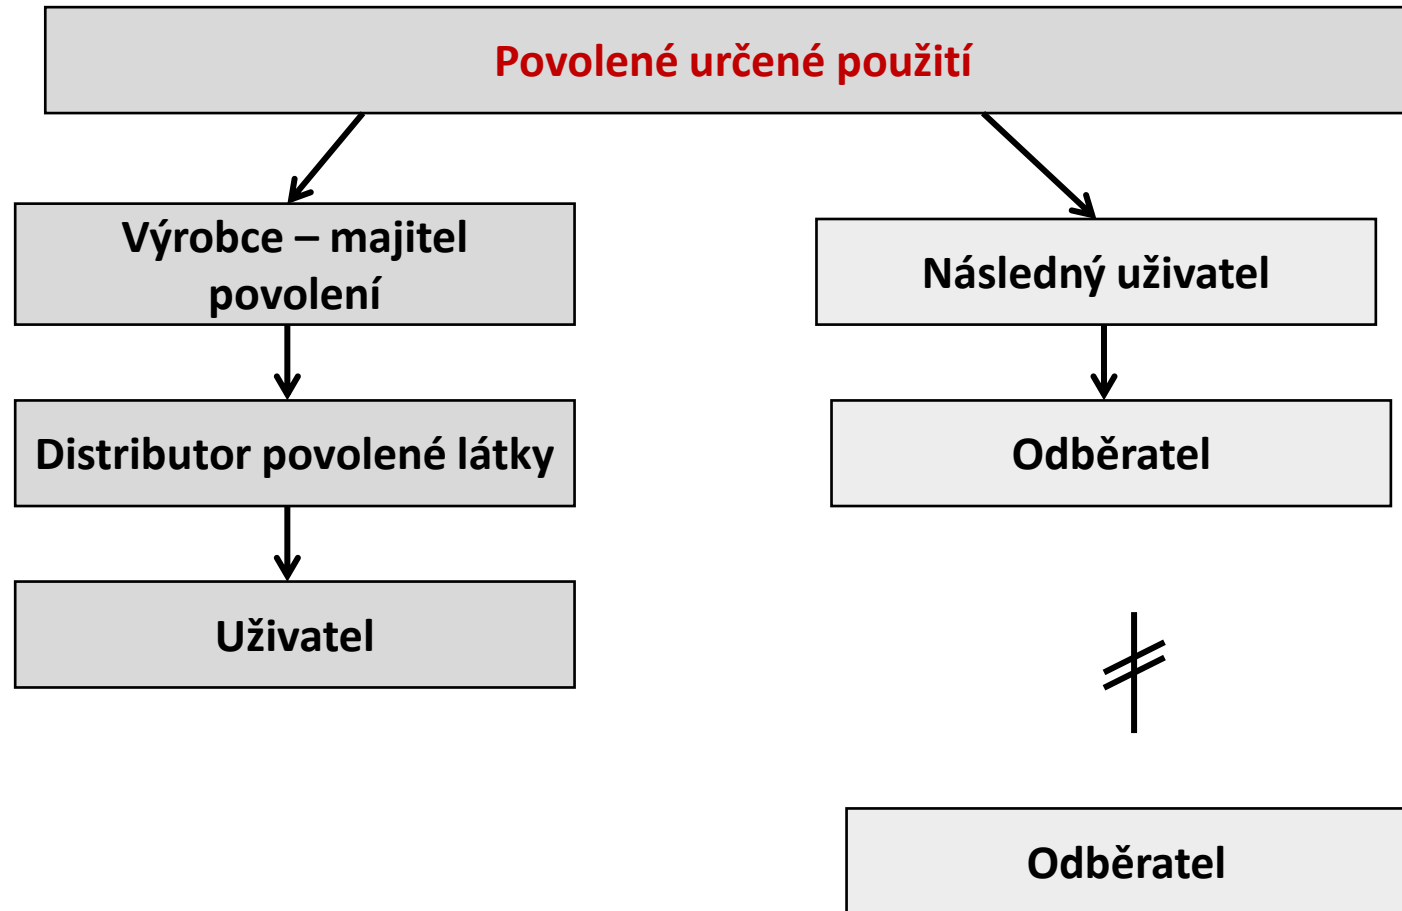 Povolené určené použití
Výrobce – majitel
povolení
Následný uživatel
Distributor povolené látky
Odběratel
Uživatel
Odběratel